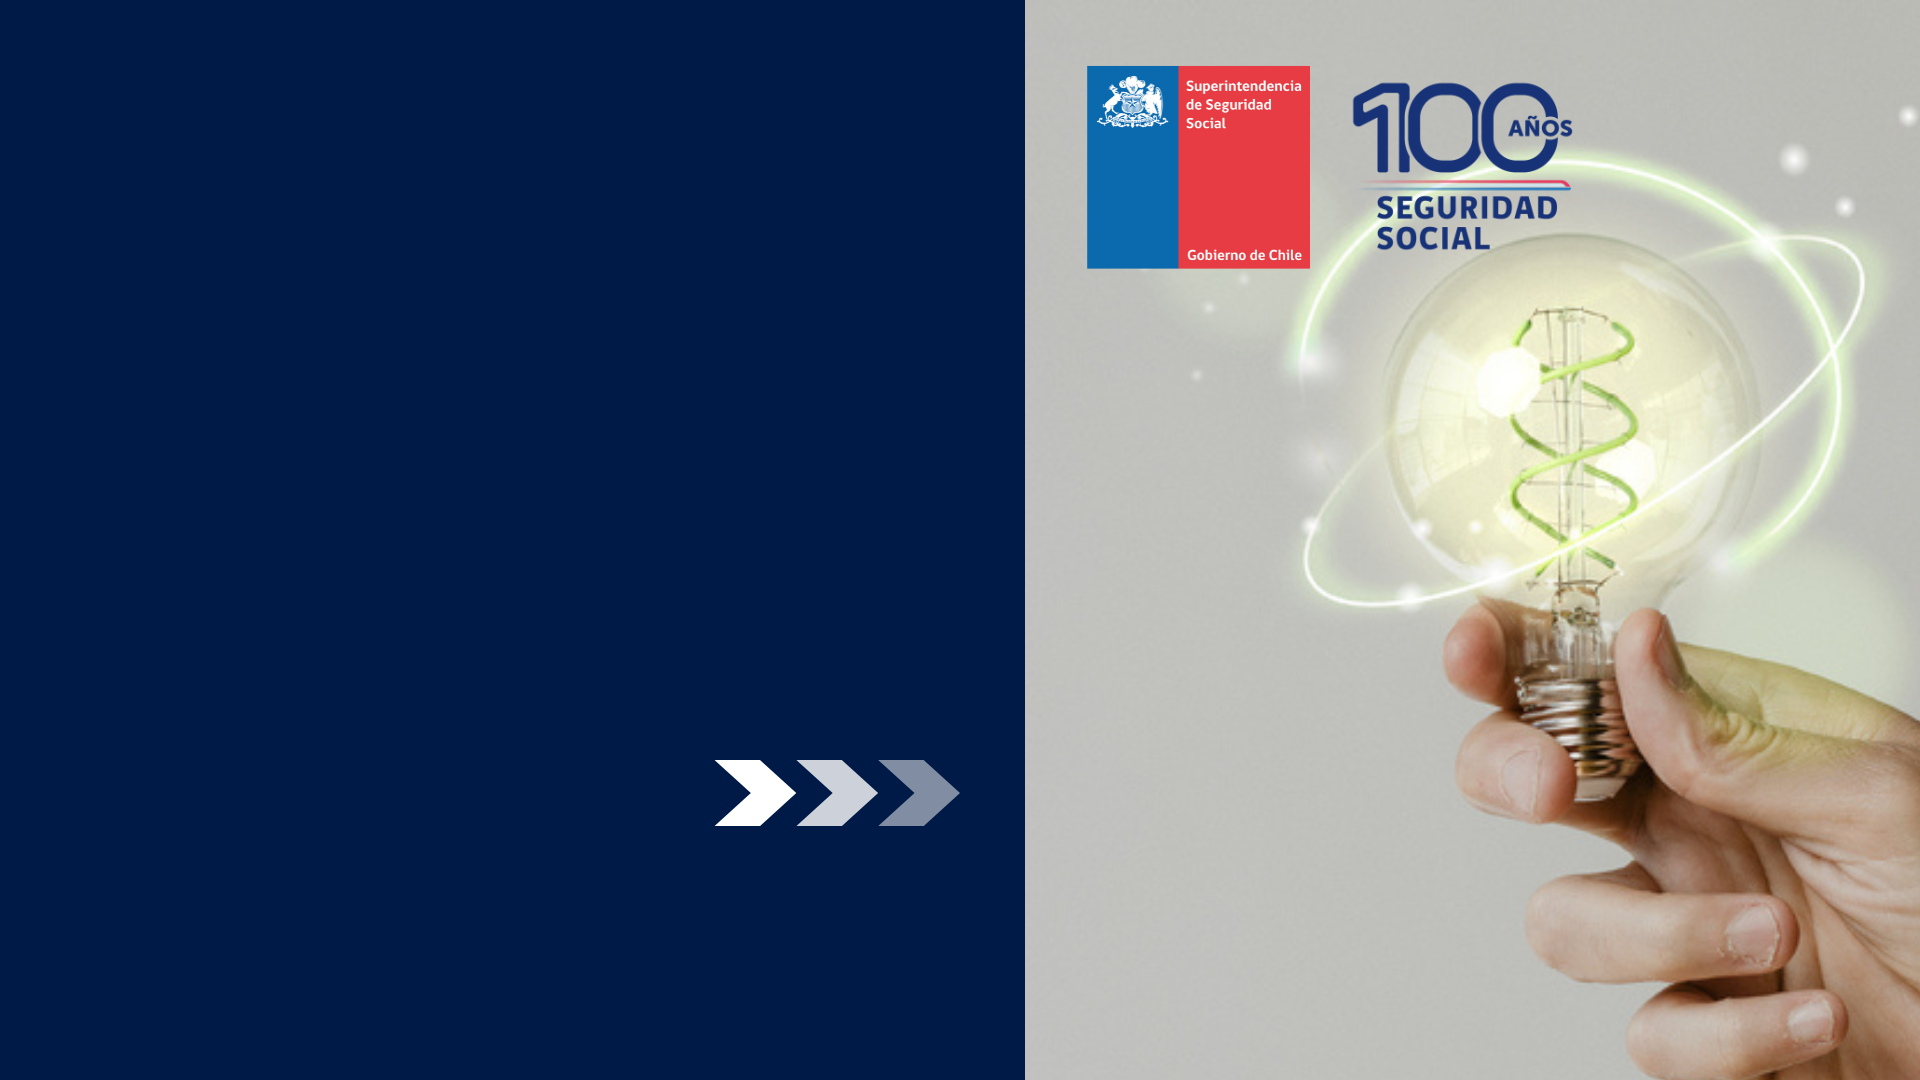 Superintendencia
de Seguridad
Social
Gobierno de Chile
100
AÑOS
SEGURIDAD
SOCIAL